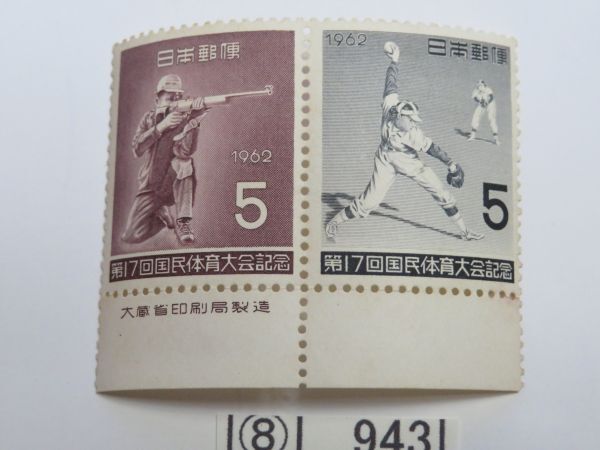 日本郵便
1962
5
第17回国民体育大会記念
1962
日本郵便
5
第17回国民体育大会記念
大蔵省印刷局製造
⑧ 943